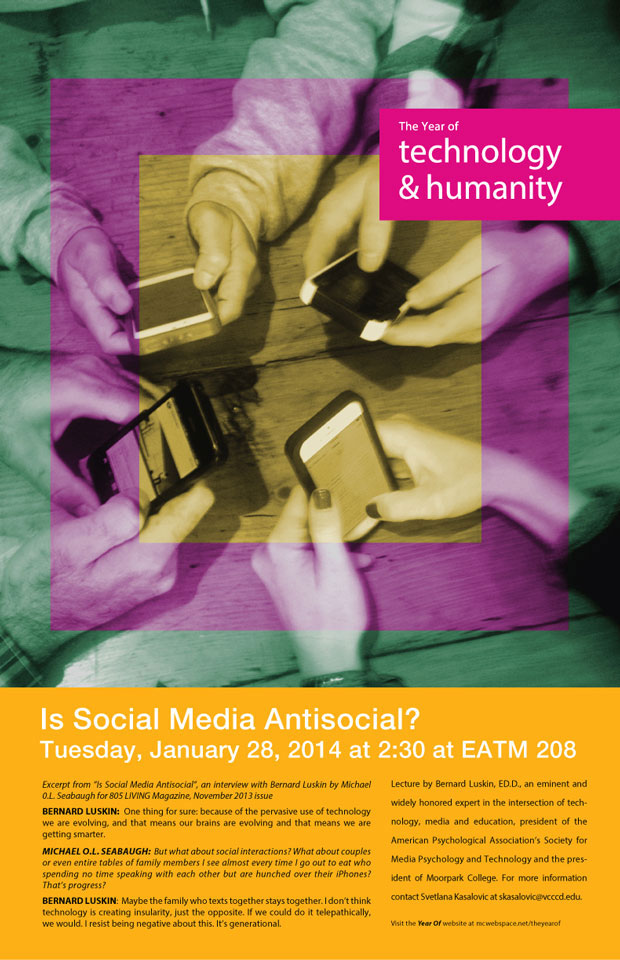 The Year of
technology
& humanity
Is Social Media Antisocial?
Tuesday, January 28, 2014 at 2:30 at EATM 208
Excerpt from "Is Social Media Antisocial", an interview with Bernard Luskin by Michael
O.L. Seabaugh for 805 LIVING Magazine, November 2013 issue
BERNARD LUSKIN: One thing for sure: because of the pervasive use of technology
we are evolving, and that means our brains are evolving and that means we are
getting smarter.
MICHAEL O.L. SEABAUGH: But what about social interactions? What about couples
or even entire tables of family members I see almost every time I go out to eat who
spending no time speaking with each other but are hunched over their iPhones?
That's progress?
BERNARD LUSKIN: Maybe the family who texts together stays together. I don't think
technology is creating insularity, just the opposite. If we could do it telepathically,
we would. I resist being negative about this. It's generational.
Lecture by Bernard Luskin, ED.D., an eminent and
widely honored expert in the intersection of tech-
nology, media and education, president of the
American Psychological Association's Society for
Media Psychology and Technology and the pres-
ident of Moorpark College. For more information
contact Svetlana Kasalovic at skasalovic@vcccd.edu.
Visit the Year Of website at mcwebspace.net/theyearof